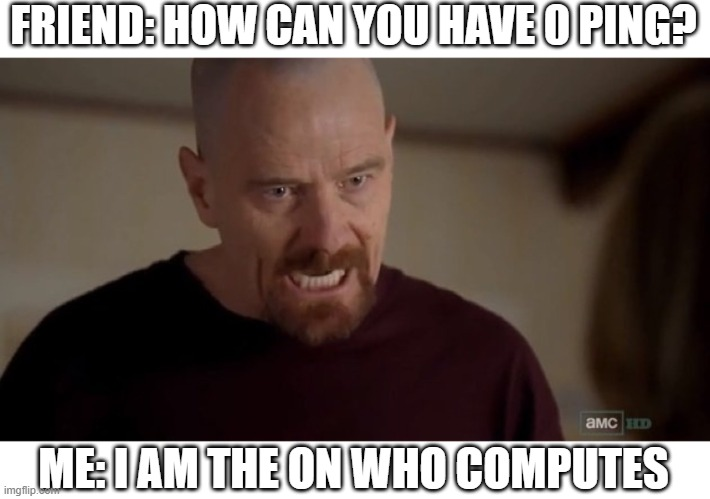 FRIEND: HOW CAN YOU HAVE 0 PING?
aMC HD
ME: I AM THE ON WHO COMPUTES
imgflip.com